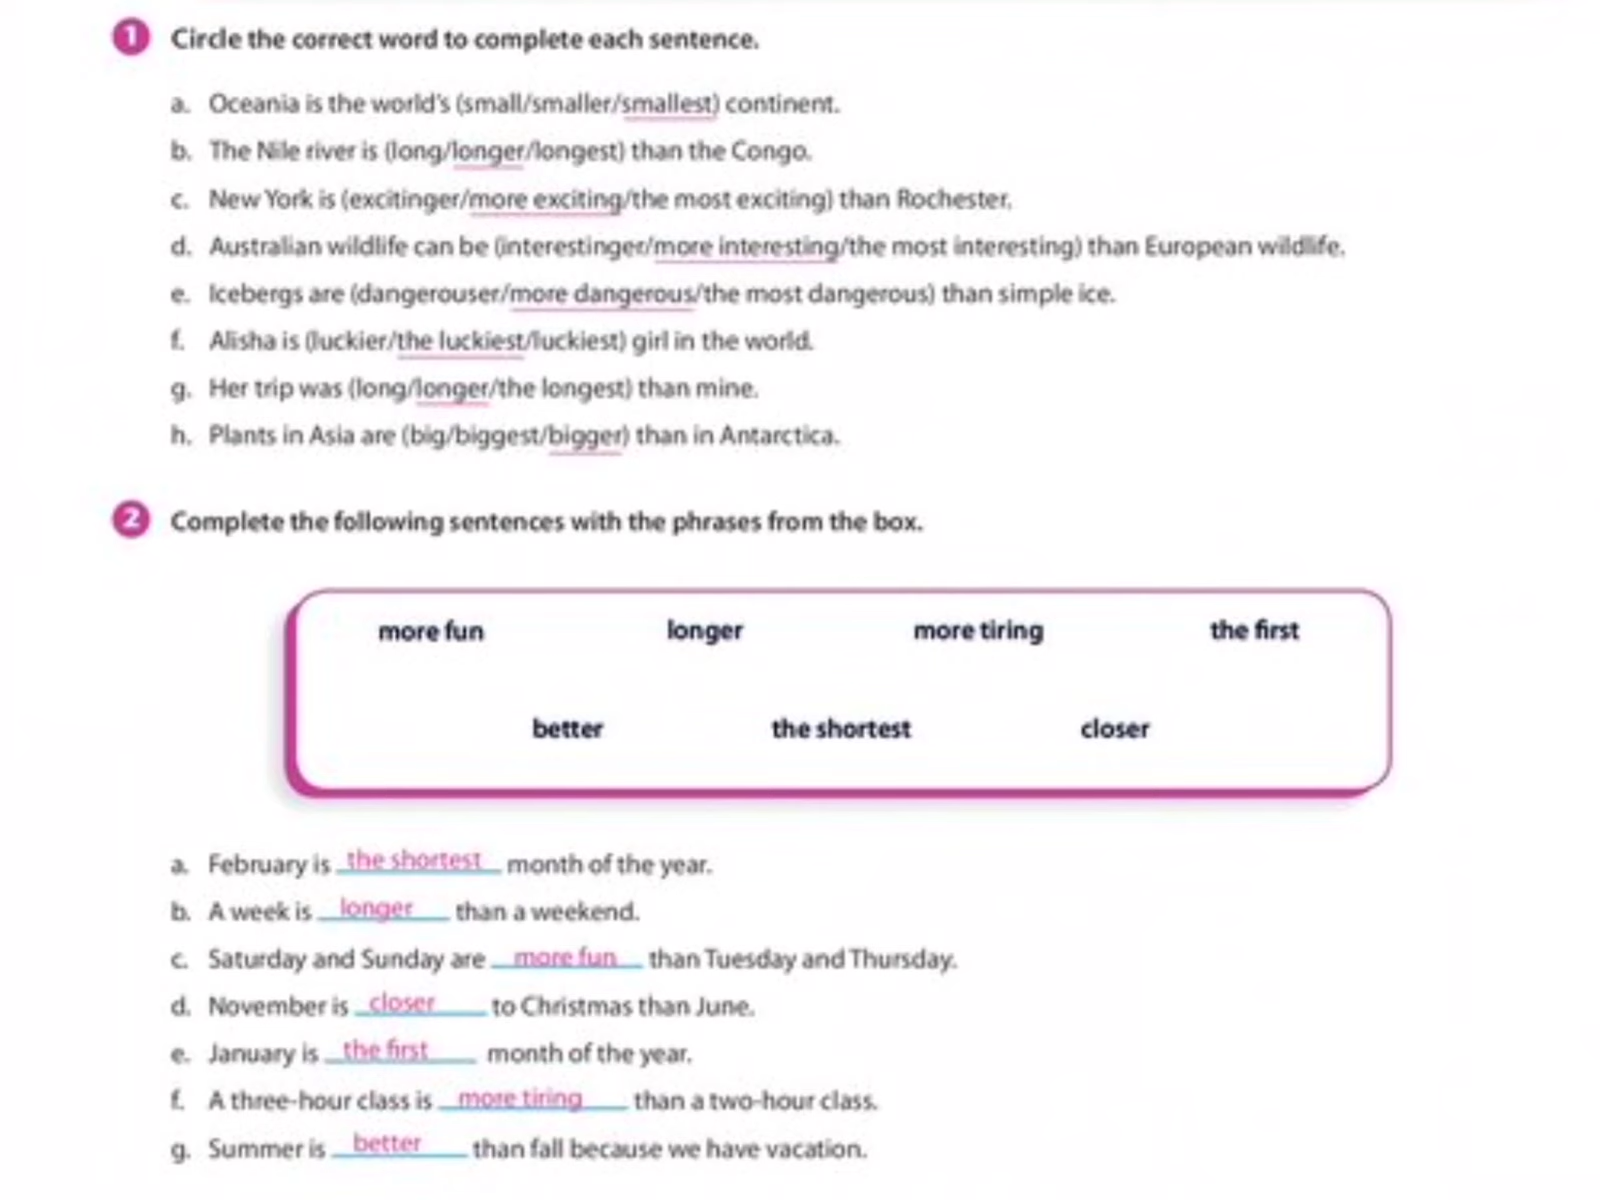 1 Circle the correct word to complete each sentence.
a. Oceania is the world's (small/smaller/smallest) continent.
b. The Nile river is (long/longer/longest) than the Congo.
c. New York is (excitinger/more exciting/the most exciting) than Rochester.
d. Australian wildlife can be (interestinger/more interesting/the most interesting) than European wildlife.
e. Icebergs are (dangerouser/more dangerous/the most dangerous) than simple ice.
f. Alisha is (luckier/the luckiest/luckiest) girl in the world.
g. Her trip was (long/longer/the longest) than mine.
h. Plants in Asia are (big/biggest/bigger) than in Antarctica.
2 Complete the following sentences with the phrases from the box.
more fun longer more tiring the first
better the shortest closer
a. February is the shortest month of the year.
b. A week is longer than a weekend.
c. Saturday and Sunday are more fun than Tuesday and Thursday.
d. November is closer to Christmas than June.
e. January is the first month of the year.
f. A three-hour class is more tiring than a two-hour class.
g. Summer is better than fall because we have vacation.